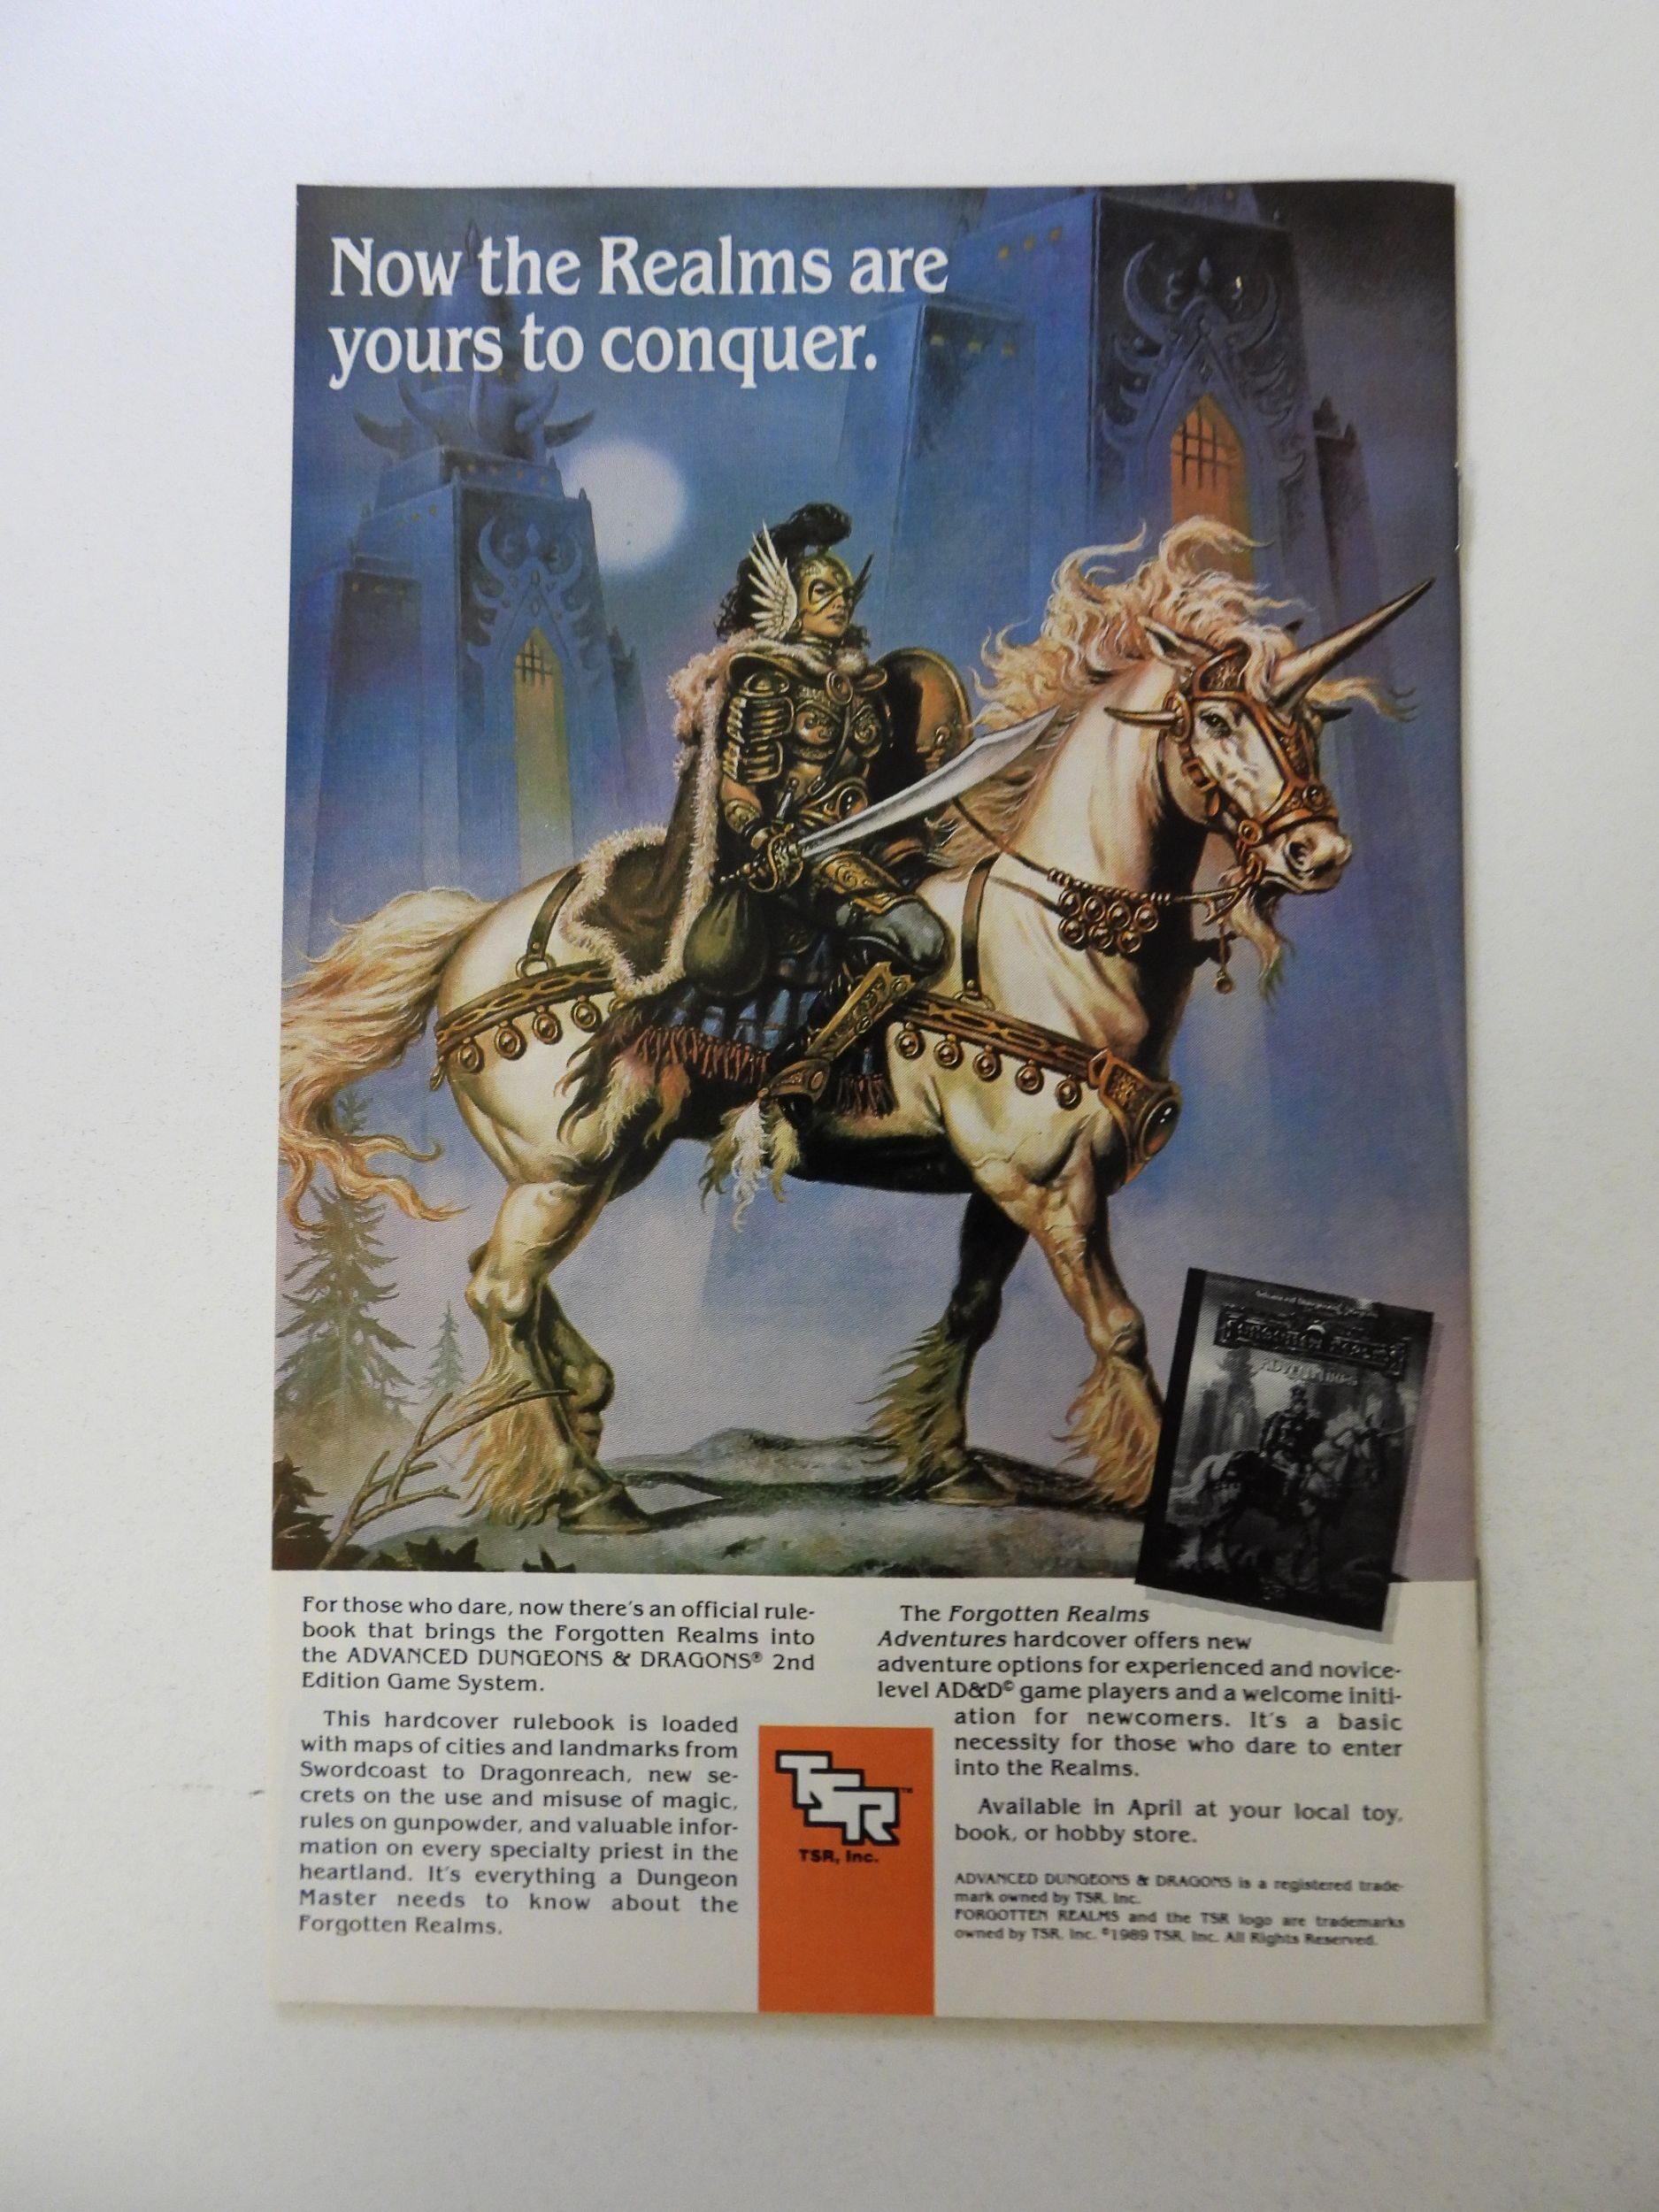 Now the Realms are
yours to conquer.
FORGOTTEN REALMS
ADVENTURES
For those who dare, now there's an official rule-
book that brings the Forgotten Realms into
the ADVANCED DUNGEONS & DRAGONS® 2nd
Edition Game System.
This hardcover rulebook is loaded
with maps of cities and landmarks from
Swordcoast to Dragonreach, new se-
crets on the use and misuse of magic,
rules on gunpowder, and valuable infor-
mation on every specialty priest in the
heartland. It's everything a Dungeon
Master needs to know about the
Forgotten Realms.
TSR™
TSR, Inc.
The Forgotten Realms
Adventures hardcover offers new
adventure options for experienced and novice-
level AD&D© game players and a welcome initi-
ation for newcomers. It's a basic
necessity for those who dare to enter
into the Realms.
Available in April at your local toy,
book, or hobby store.
ADVANCED DUNGEONS & DRAGONS is a registered trade-
mark owned by TSR, Inc.
FORGOTTEN REALMS and the TSR logo are trademarks
owned by TSR, Inc. ©1989 TSR, Inc. All Rights Reserved.